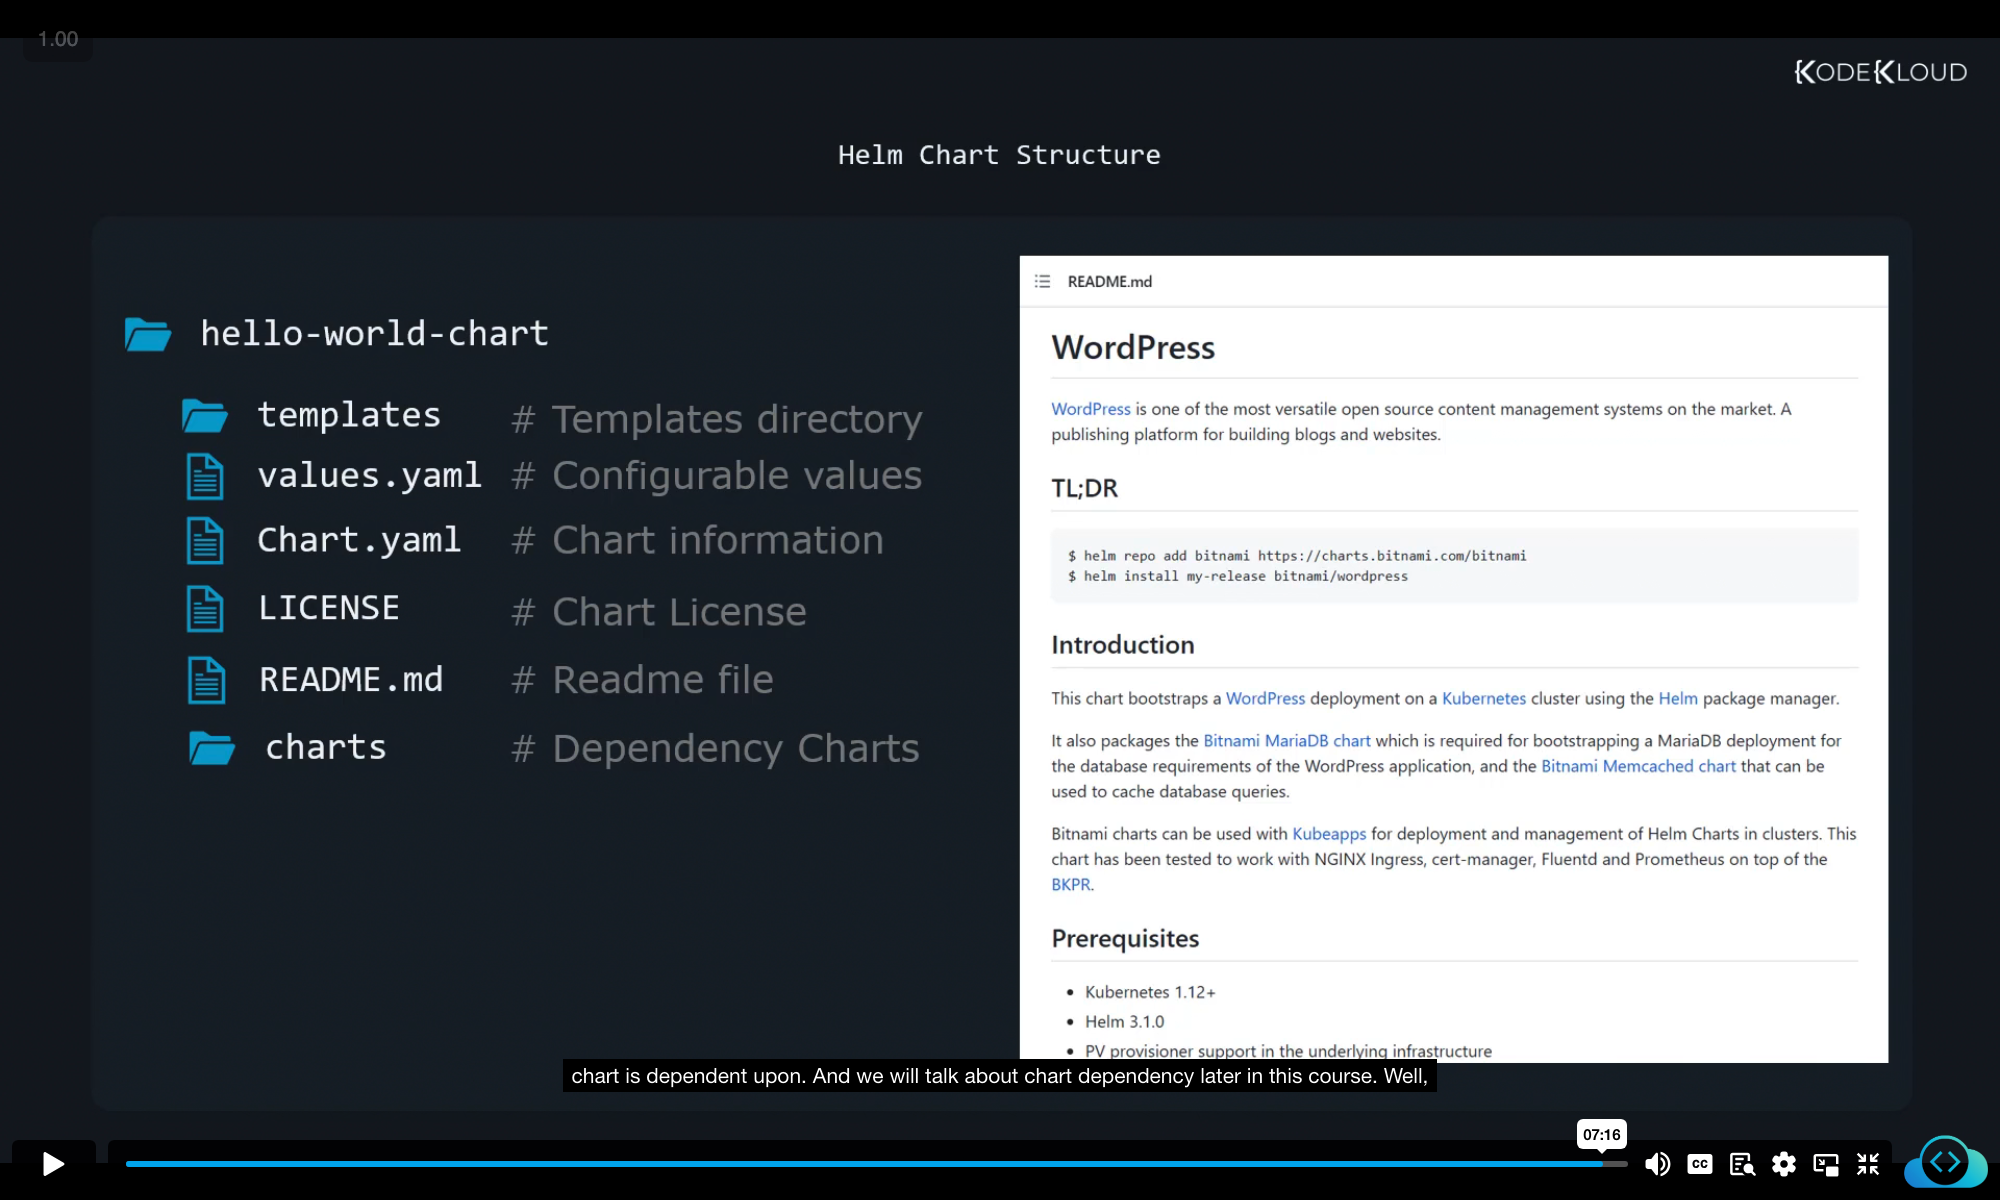 1.00
KODEKLOUD
Helm Chart Structure
hello-world-chart
templates # Templates directory
values.yaml # Configurable values
Chart.yaml # Chart information
LICENSE # Chart License
README.md # Readme file
charts # Dependency Charts
README.md
WordPress
WordPress is one of the most versatile open source content management systems on the market. A
publishing platform for building blogs and websites.
TL;DR
$ helm repo add bitnami https://charts.bitnami.com/bitnami
$ helm install my-release bitnami/wordpress
Introduction
This chart bootstraps a WordPress deployment on a Kubernetes cluster using the Helm package manager.
It also packages the Bitnami MariaDB chart which is required for bootstrapping a MariaDB deployment for
the database requirements of the WordPress application, and the Bitnami Memcached chart that can be
used to cache database queries.
Bitnami charts can be used with Kubeapps for deployment and management of Helm Charts in clusters. This
chart has been tested to work with NGINX Ingress, cert-manager, Fluentd and Prometheus on top of the
BKPR.
Prerequisites
• Kubernetes 1.12+
• Helm 3.1.0
• PV provisioner support in the underlying infrastructure
chart is dependent upon. And we will talk about chart dependency later in this course. Well,
07:16
CC